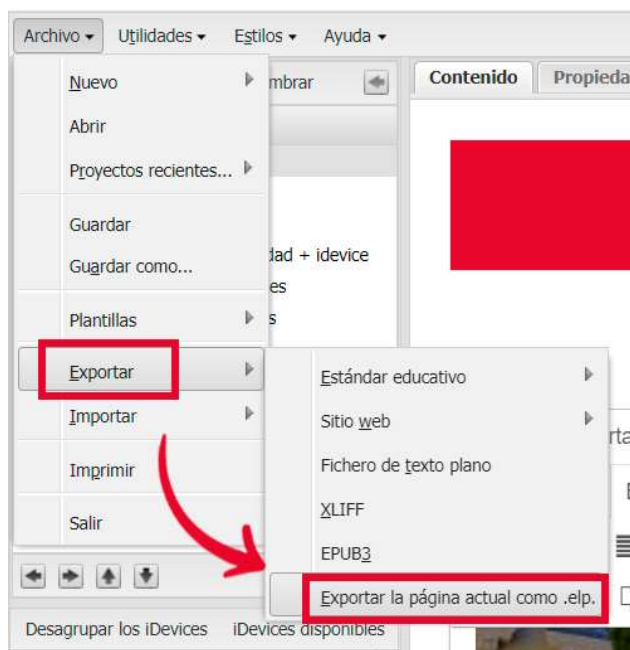 Archivo Utilidades Estilos Ayuda
Nuevo
Abrir
Proyectos recientes...
Guardar
Guardar como...
Plantillas
Exportar
Importar
Imprimir
Salir
mbrar
dad + idevice
es
s
Contenido Propieda
Estándar educativo
Sitio web
Fichero de texto plano
XLIFF
EPUB3
Exportar la página actual como .elp.
rta
Desagrupar los iDevices iDevices disponibles